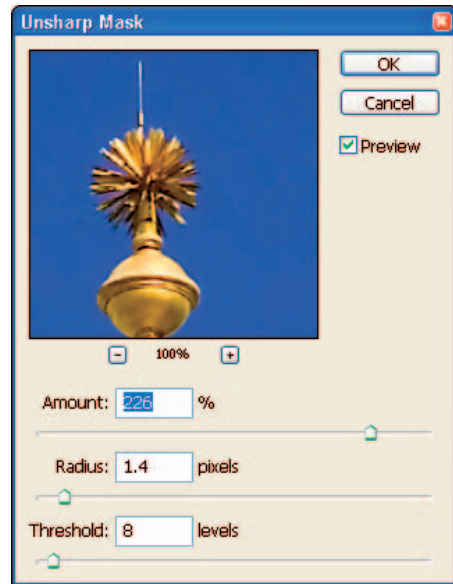 Unsharp Mask
OK
Cancel
Preview
- 100% +
Amount: 226 %
Radius: 1.4 pixels
Threshold: 8 levels